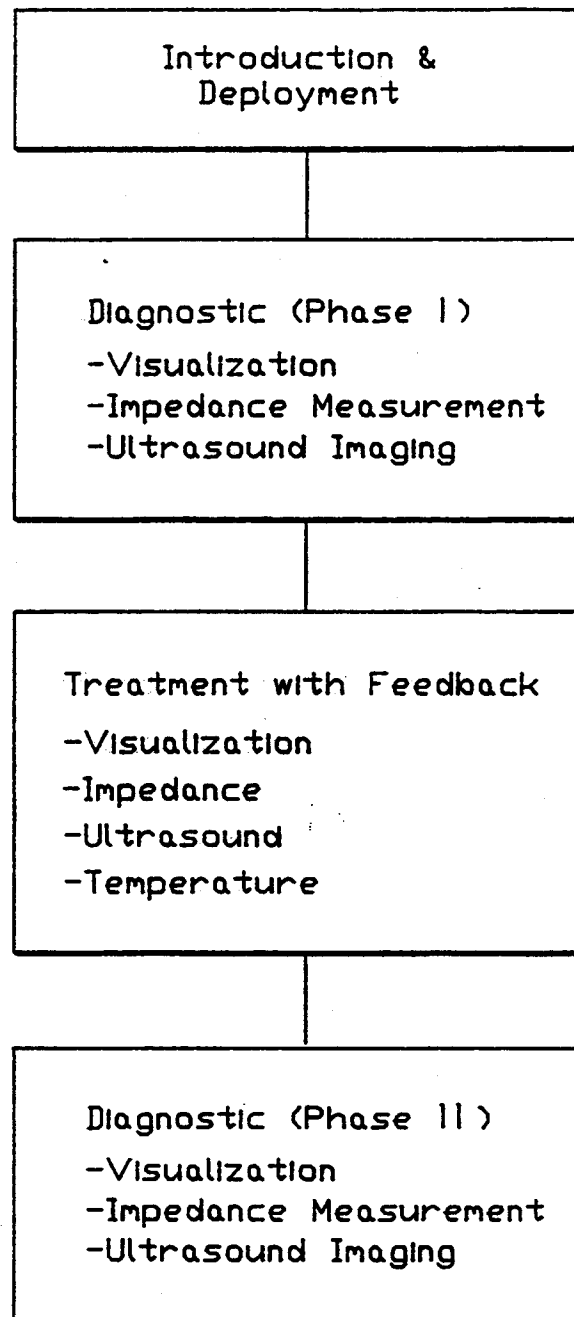 Introduction &
Deployment
Diagnostic (Phase I)
-Visualization
-Impedance Measurement
-Ultrasound Imaging
Treatment with Feedback
-Visualization
-Impedance
-Ultrasound
-Temperature
Diagnostic (Phase II)
-Visualization
-Impedance Measurement
-Ultrasound Imaging